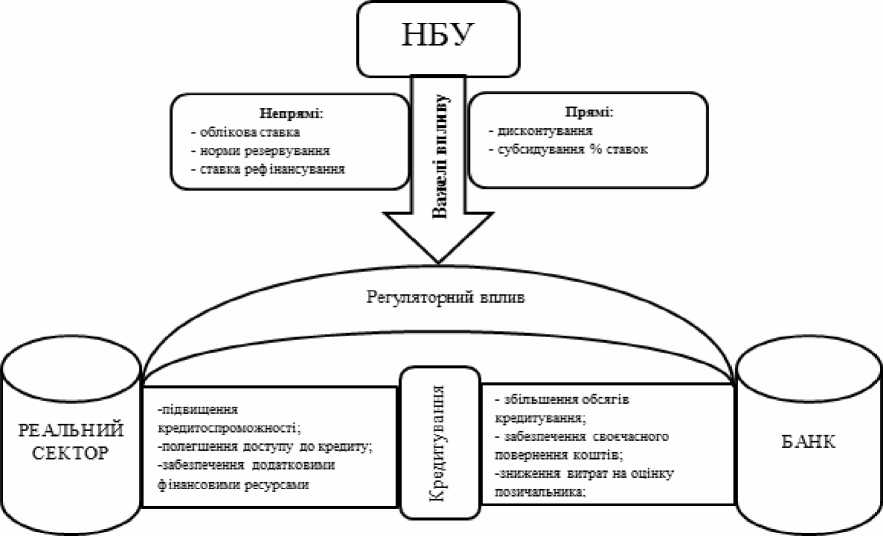 НБУ
Непрямі:
- облікова ставка
- норми резервування
- ставка рефінансування
Важелі впливу
Прямі:
- дисконтування
- субсидування % ставок
Регуляторний вплив
РЕАЛЬНИЙ
СЕКТОР
-підвищення
кредитоспроможності;
-полегшення доступу до кредиту;
-забезпечення додатковими
фінансовими ресурсами
Кредитування
- збільшення обсягів
кредитування;
- забезпечення своєчасного
повернення коштів;
-зниження витрат на оцінку
позичальника;
БАНК